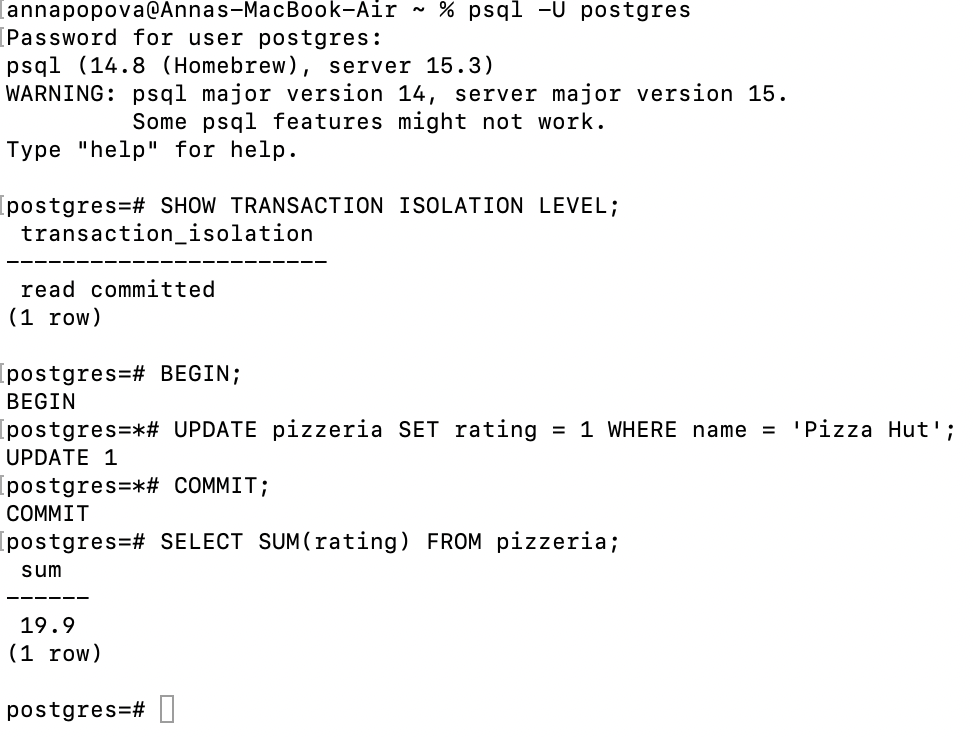 [annapopova@Annas-MacBook-Air ~ % psql -U postgres
[Password for user postgres:
psql (14.8 (Homebrew), server 15.3)
WARNING: psql major version 14, server major version 15.
         Some psql features might not work.
Type "help" for help.

[postgres=# SHOW TRANSACTION ISOLATION LEVEL;
 transaction_isolation
-----------------------
 read committed
(1 row)

[postgres=# BEGIN;
BEGIN
[postgres=*# UPDATE pizzeria SET rating = 1 WHERE name = 'Pizza Hut';
UPDATE 1
[postgres=*# COMMIT;
COMMIT
[postgres=# SELECT SUM(rating) FROM pizzeria;
 sum
------
 19.9
(1 row)

postgres=#